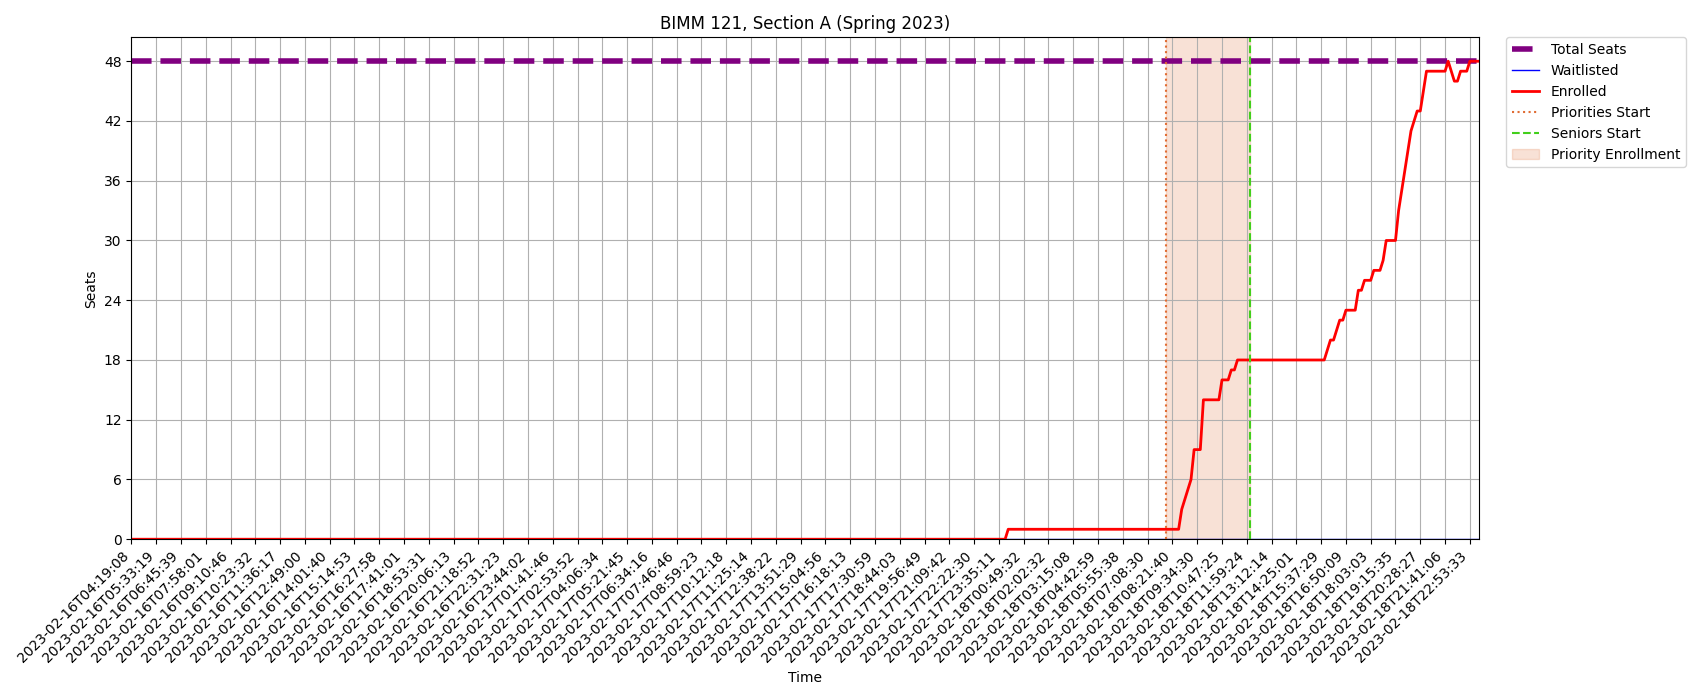 BIMM 121, Section A (Spring 2023)
Total Seats
Waitlisted
Enrolled
Priorities Start
Seniors Start
Priority Enrollment
Seats
48
42
36
30
24
18
12
6
0
2023-02-16T04:19:08
2023-02-16T05:33:19
2023-02-16T06:45:39
2023-02-16T07:58:01
2023-02-16T09:10:46
2023-02-16T10:23:32
2023-02-16T11:36:17
2023-02-16T12:49:00
2023-02-16T14:01:40
2023-02-16T15:14:53
2023-02-16T16:27:58
2023-02-16T17:41:01
2023-02-16T18:53:31
2023-02-16T20:06:13
2023-02-16T21:18:52
2023-02-16T22:31:23
2023-02-16T23:44:02
2023-02-17T01:41:46
2023-02-17T02:53:52
2023-02-17T04:06:34
2023-02-17T05:21:45
2023-02-17T06:34:16
2023-02-17T07:46:46
2023-02-17T08:59:23
2023-02-17T10:12:18
2023-02-17T11:25:14
2023-02-17T12:38:22
2023-02-17T13:51:29
2023-02-17T15:04:56
2023-02-17T16:18:13
2023-02-17T17:30:59
2023-02-17T18:44:03
2023-02-17T19:56:49
2023-02-17T21:09:42
2023-02-17T22:22:30
2023-02-17T23:35:11
2023-02-18T00:49:32
2023-02-18T02:02:32
2023-02-18T03:15:08
2023-02-18T04:42:59
2023-02-18T05:55:38
2023-02-18T07:08:30
2023-02-18T08:21:40
2023-02-18T09:34:30
2023-02-18T10:47:25
2023-02-18T11:59:24
2023-02-18T13:12:14
2023-02-18T14:25:01
2023-02-18T15:37:29
2023-02-18T16:50:09
2023-02-18T18:03:03
2023-02-18T19:15:35
2023-02-18T20:28:27
2023-02-18T21:41:06
2023-02-18T22:53:33
Time